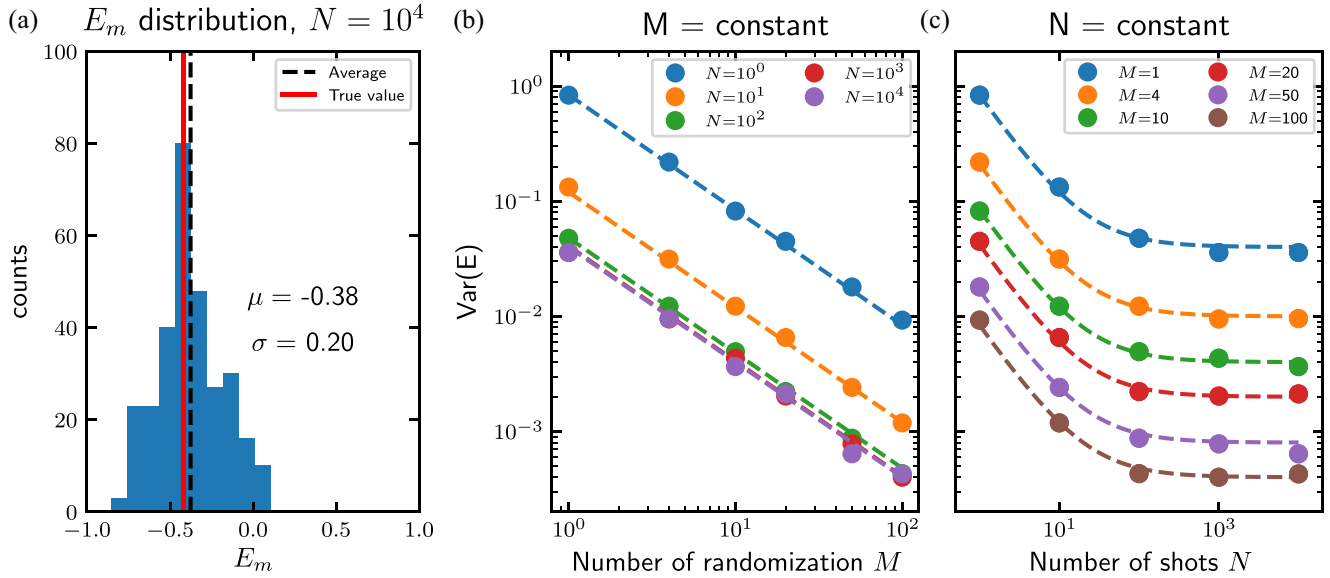 (a)
E_m distribution, N = 10^4
100
80
60
40
20
0
counts
Average
True value
μ = -0.38
σ = 0.20
-1.0
−0.5
0.0
0.5
1.0
E_m
(b)
M = constant
N=10^0
N=10^1
N=10^2
N=10^3
N=10^4
10^0
10^−1
10^−2
10^−3
Var(E)
10^0
10^1
10^2
Number of randomization M
(c)
N = constant
M=1
M=4
M=10
M=20
M=50
M=100
10^1
10^3
Number of shots N